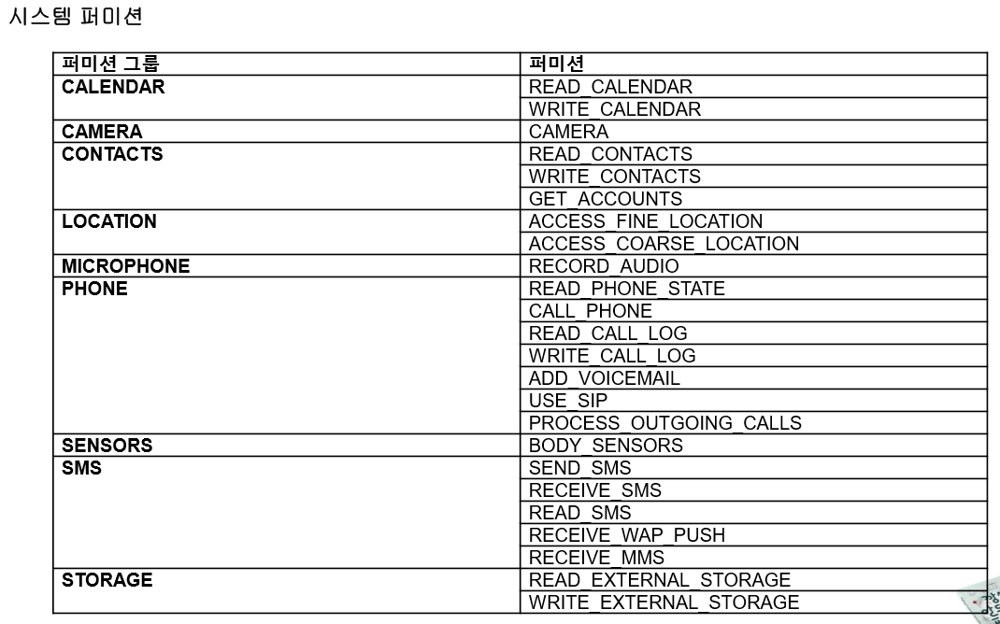 시스템 퍼미션
퍼미션 그룹 퍼미션
CALENDAR READ_CALENDAR
WRITE_CALENDAR
CAMERA CAMERA
CONTACTS READ_CONTACTS
WRITE_CONTACTS
GET_ACCOUNTS
LOCATION ACCESS_FINE_LOCATION
ACCESS_COARSE_LOCATION
MICROPHONE RECORD_AUDIO
PHONE READ_PHONE_STATE
CALL_PHONE
READ_CALL_LOG
WRITE_CALL_LOG
ADD_VOICEMAIL
USE_SIP
PROCESS_OUTGOING_CALLS
SENSORS BODY_SENSORS
SMS SEND_SMS
RECEIVE_SMS
READ_SMS
RECEIVE_WAP_PUSH
RECEIVE_MMS
STORAGE READ_EXTERNAL_STORAGE
WRITE_EXTERNAL_STORAGE